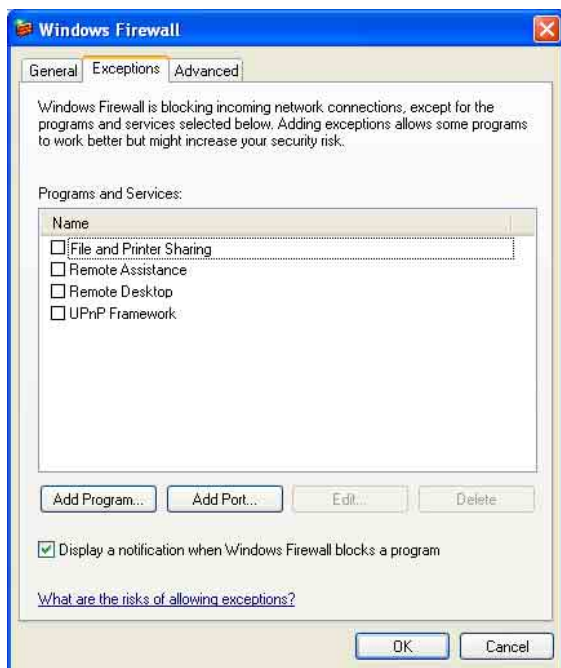 Windows Firewall
General Exceptions Advanced
Windows Firewall is blocking incoming network connections, except for the
programs and services selected below. Adding exceptions allows some programs
to work better but might increase your security risk.
Programs and Services:
Name
File and Printer Sharing
Remote Assistance
Remote Desktop
UPnP Framework
Add Program... Add Port... Edit... Delete
Display a notification when Windows Firewall blocks a program
What are the risks of allowing exceptions?
OK Cancel